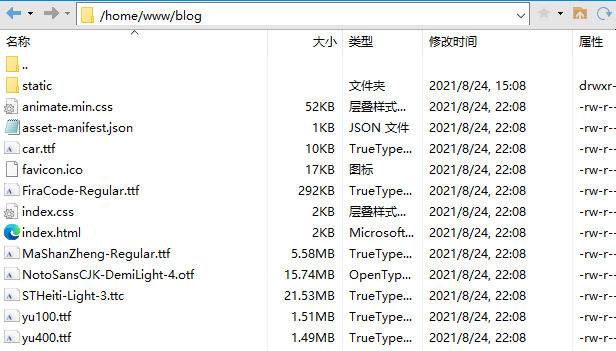 /home/www/blog
名称 大小 类型 修改时间 属性
..
static 文件夹 2021/8/24, 15:08 drwxr--
animate.min.css 52KB 层叠样式... 2021/8/24, 22:08 -rw-r--
asset-manifest.json 1KB JSON 文件 2021/8/24, 22:08 -rw-r--
car.ttf 10KB TrueType... 2021/8/24, 22:08 -rw-r--
favicon.ico 17KB 图标 2021/8/24, 22:08 -rw-r--
FiraCode-Regular.ttf 292KB TrueType... 2021/8/24, 22:08 -rw-r--
index.css 2KB 层叠样式... 2021/8/24, 22:08 -rw-r--
index.html 2KB Microsoft... 2021/8/24, 22:08 -rw-r--
MaShanZheng-Regular.ttf 5.58MB TrueType... 2021/8/24, 22:08 -rw-r--
NotoSansCJK-DemiLight-4.otf 15.74MB OpenTyp... 2021/8/24, 22:08 -rw-r--
STHeiti-Light-3.ttc 21.53MB TrueType... 2021/8/24, 22:08 -rw-r--
yu100.ttf 1.51MB TrueType... 2021/8/24, 22:08 -rw-r--
yu400.ttf 1.49MB TrueType... 2021/8/24, 22:08 -rw-r--